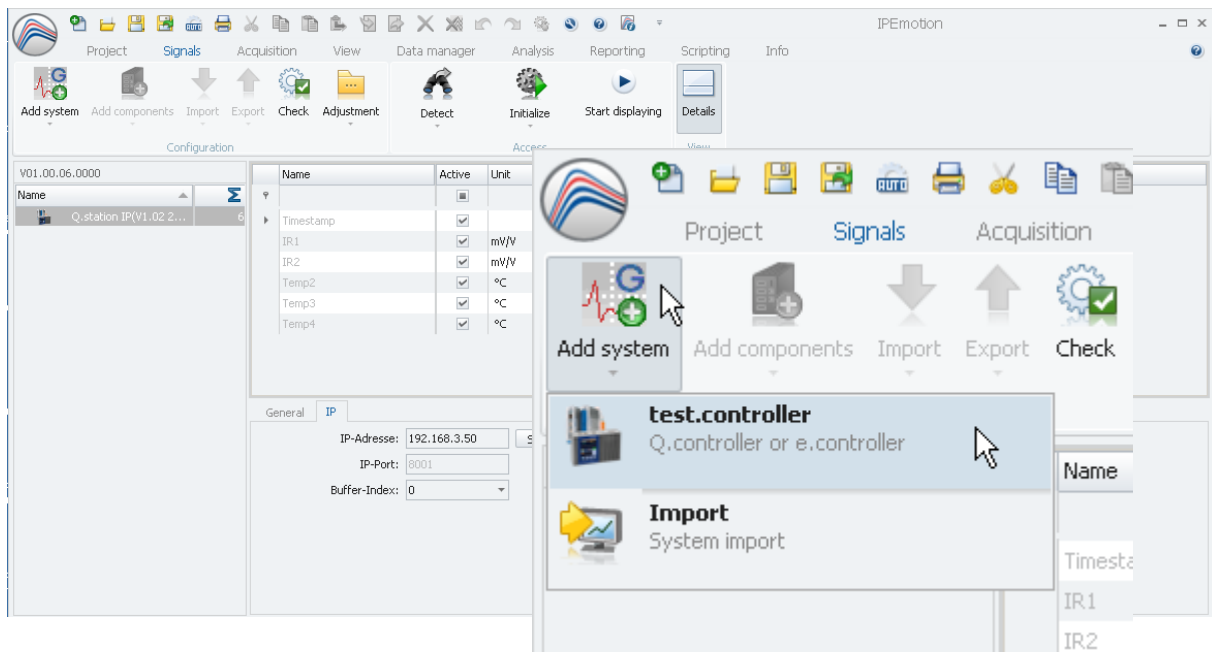 IPEmotion
Project Signals Acquisition View Data manager Analysis Reporting Scripting Info
Add system Add components Import Export Check Adjustment Detect Initialize Start displaying Details
Configuration Access View
V01.00.06.0000
Name
Q.station IP(V1.02 2... 6
Name Active Unit
Timestamp
IR1 mV/V
IR2 mV/V
Temp2 °C
Temp3 °C
Temp4 °C
General IP
IP-Adresse: 192.168.3.50
IP-Port: 8001
Buffer-Index: 0
AUTO
Project Signals Acquisition
G
Add system Add components Import Export Check
test.controller
Q.controller or e.controller
Import
System import
Name
Timesta
IR1
IR2